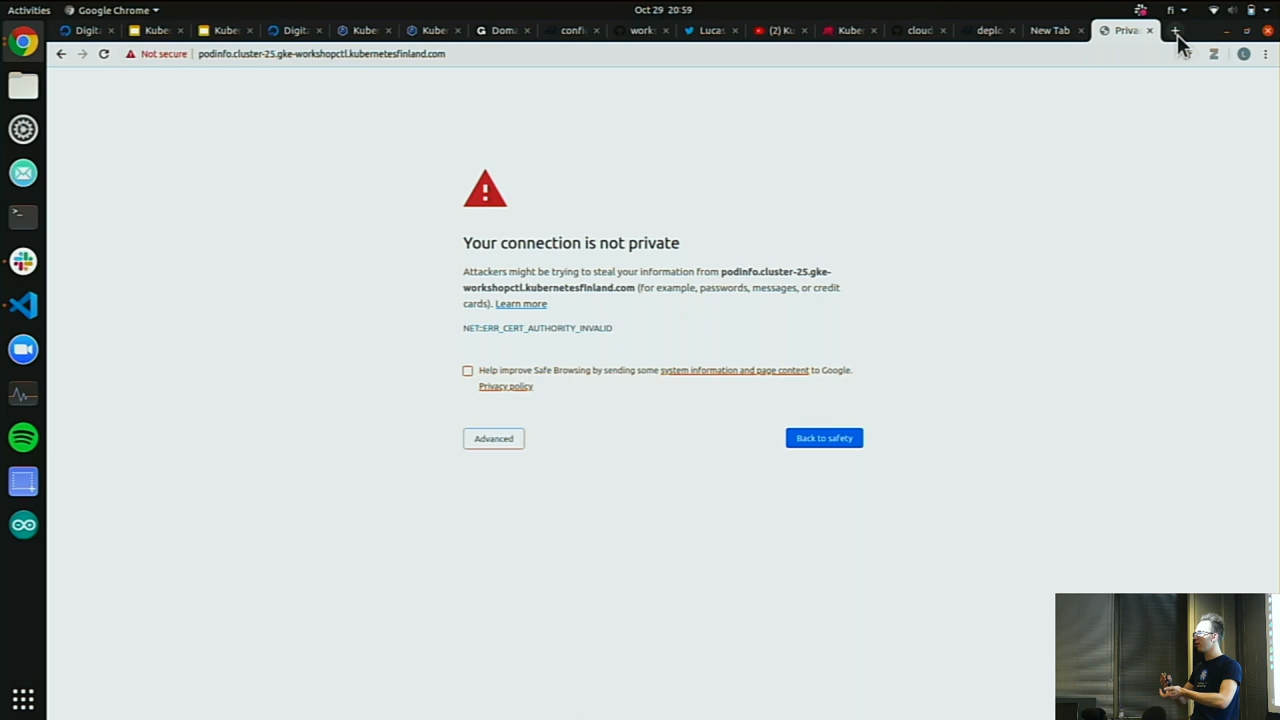 Activities
Google Chrome
Oct 29 20:59
fi
Digit
Kube
Kube
Digit
Kube
Kube
Dom
confi
work
Lucas
(2) Ku
Kube
cloud
deplo
New Tab
Priva
Not secure
podinfo.cluster-25.gke-workshopctl.kubernetesfinland.com
Your connection is not private
Attackers might be trying to steal your information from podinfo.cluster-25.gke-
workshopctl.kubernetesfinland.com (for example, passwords, messages, or credit
cards). Learn more
NET::ERR_CERT_AUTHORITY_INVALID
Help improve Safe Browsing by sending some system information and page content to Google.
Privacy policy
Advanced
Back to safety